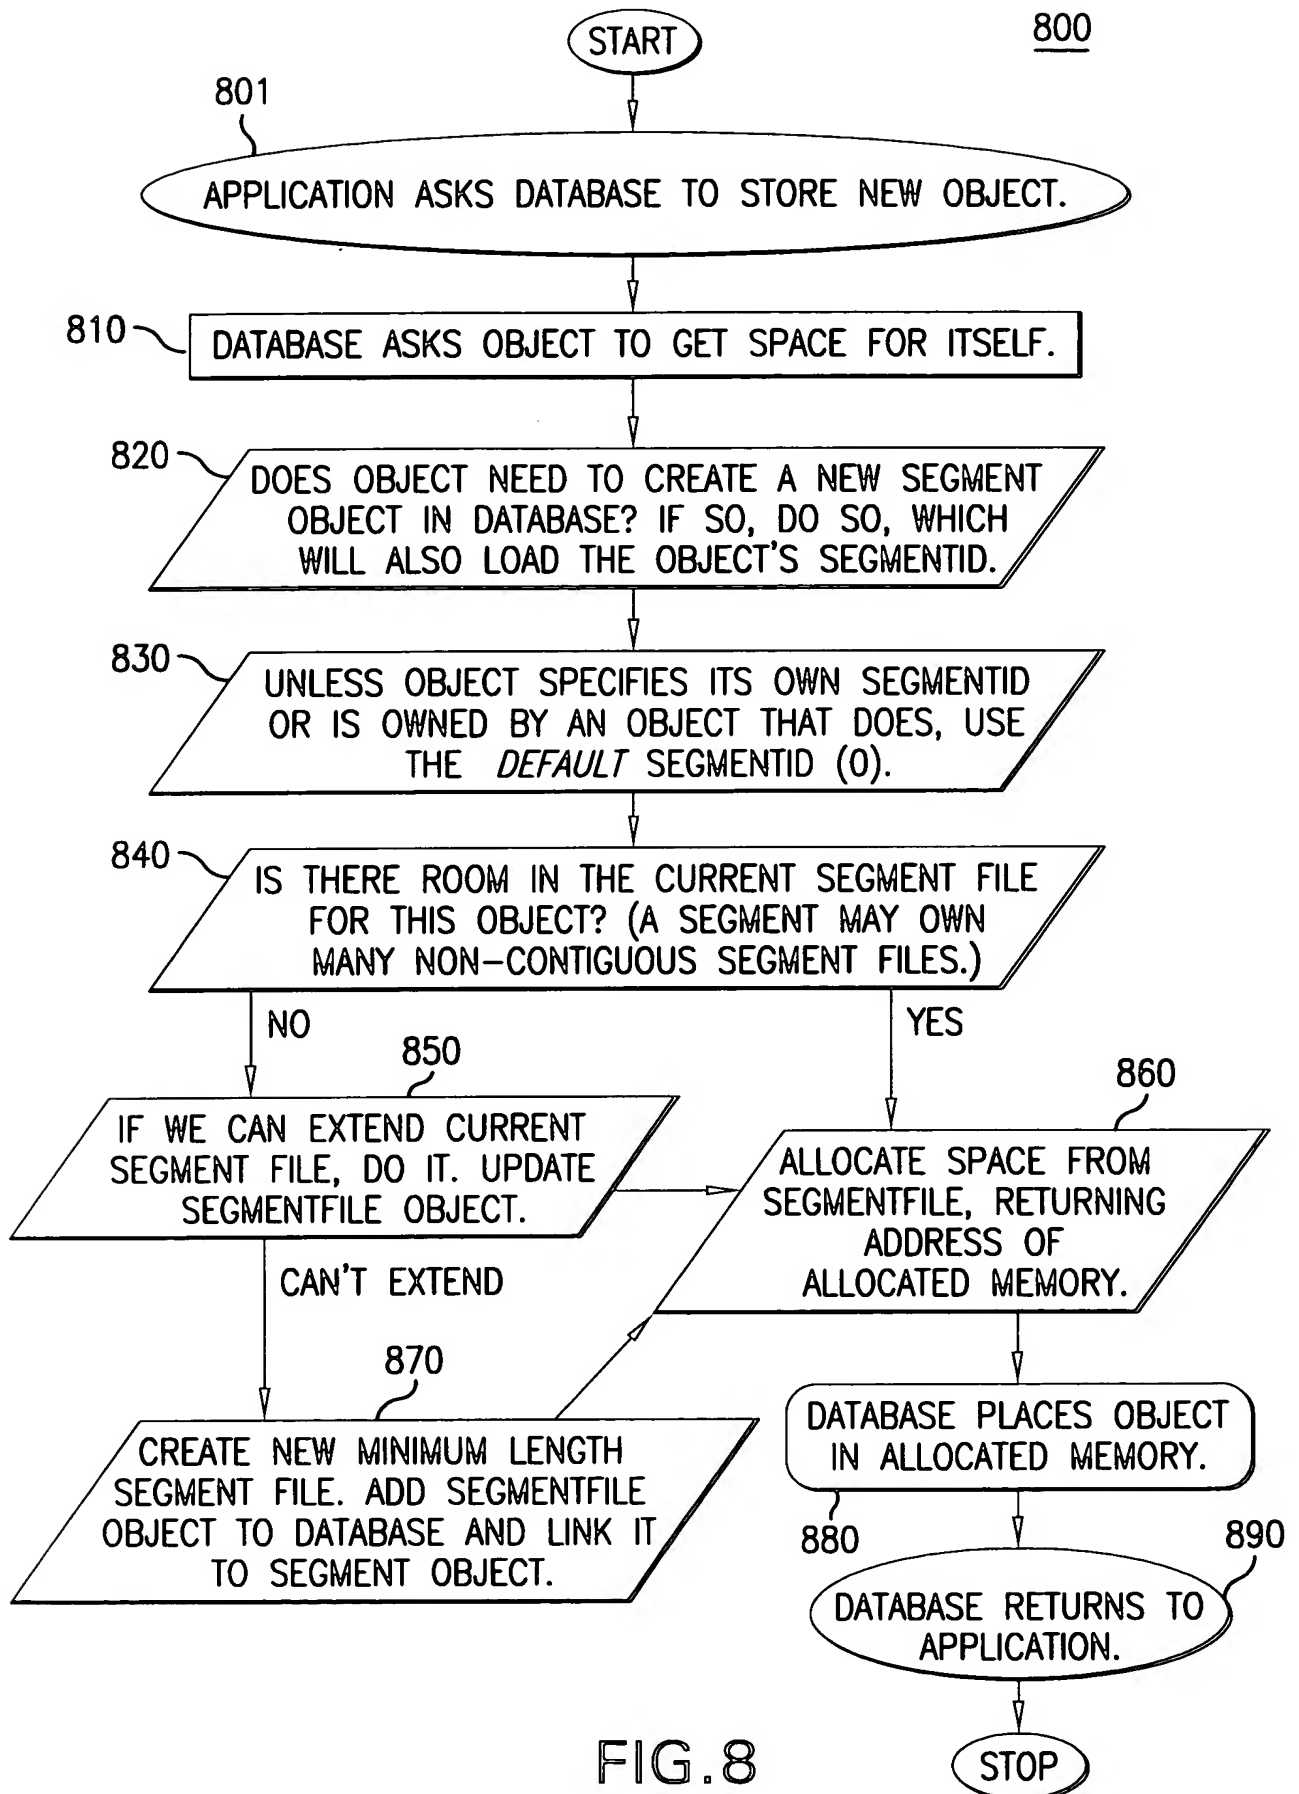 START
800
801
APPLICATION ASKS DATABASE TO STORE NEW OBJECT.
810
DATABASE ASKS OBJECT TO GET SPACE FOR ITSELF.
820
DOES OBJECT NEED TO CREATE A NEW SEGMENT
OBJECT IN DATABASE? IF SO, DO SO, WHICH
WILL ALSO LOAD THE OBJECT'S SEGMENTID.
830
UNLESS OBJECT SPECIFIES ITS OWN SEGMENTID
OR IS OWNED BY AN OBJECT THAT DOES, USE
THE DEFAULT SEGMENTID (0).
840
IS THERE ROOM IN THE CURRENT SEGMENT FILE
FOR THIS OBJECT? (A SEGMENT MAY OWN
MANY NON-CONTIGUOUS SEGMENT FILES.)
NO
YES
850
IF WE CAN EXTEND CURRENT
SEGMENT FILE, DO IT. UPDATE
SEGMENTFILE OBJECT.
860
ALLOCATE SPACE FROM
SEGMENTFILE, RETURNING
ADDRESS OF
ALLOCATED MEMORY.
CAN'T EXTEND
870
CREATE NEW MINIMUM LENGTH
SEGMENT FILE. ADD SEGMENTFILE
OBJECT TO DATABASE AND LINK IT
TO SEGMENT OBJECT.
DATABASE PLACES OBJECT
IN ALLOCATED MEMORY.
880
890
DATABASE RETURNS TO
APPLICATION.
STOP
FIG.8